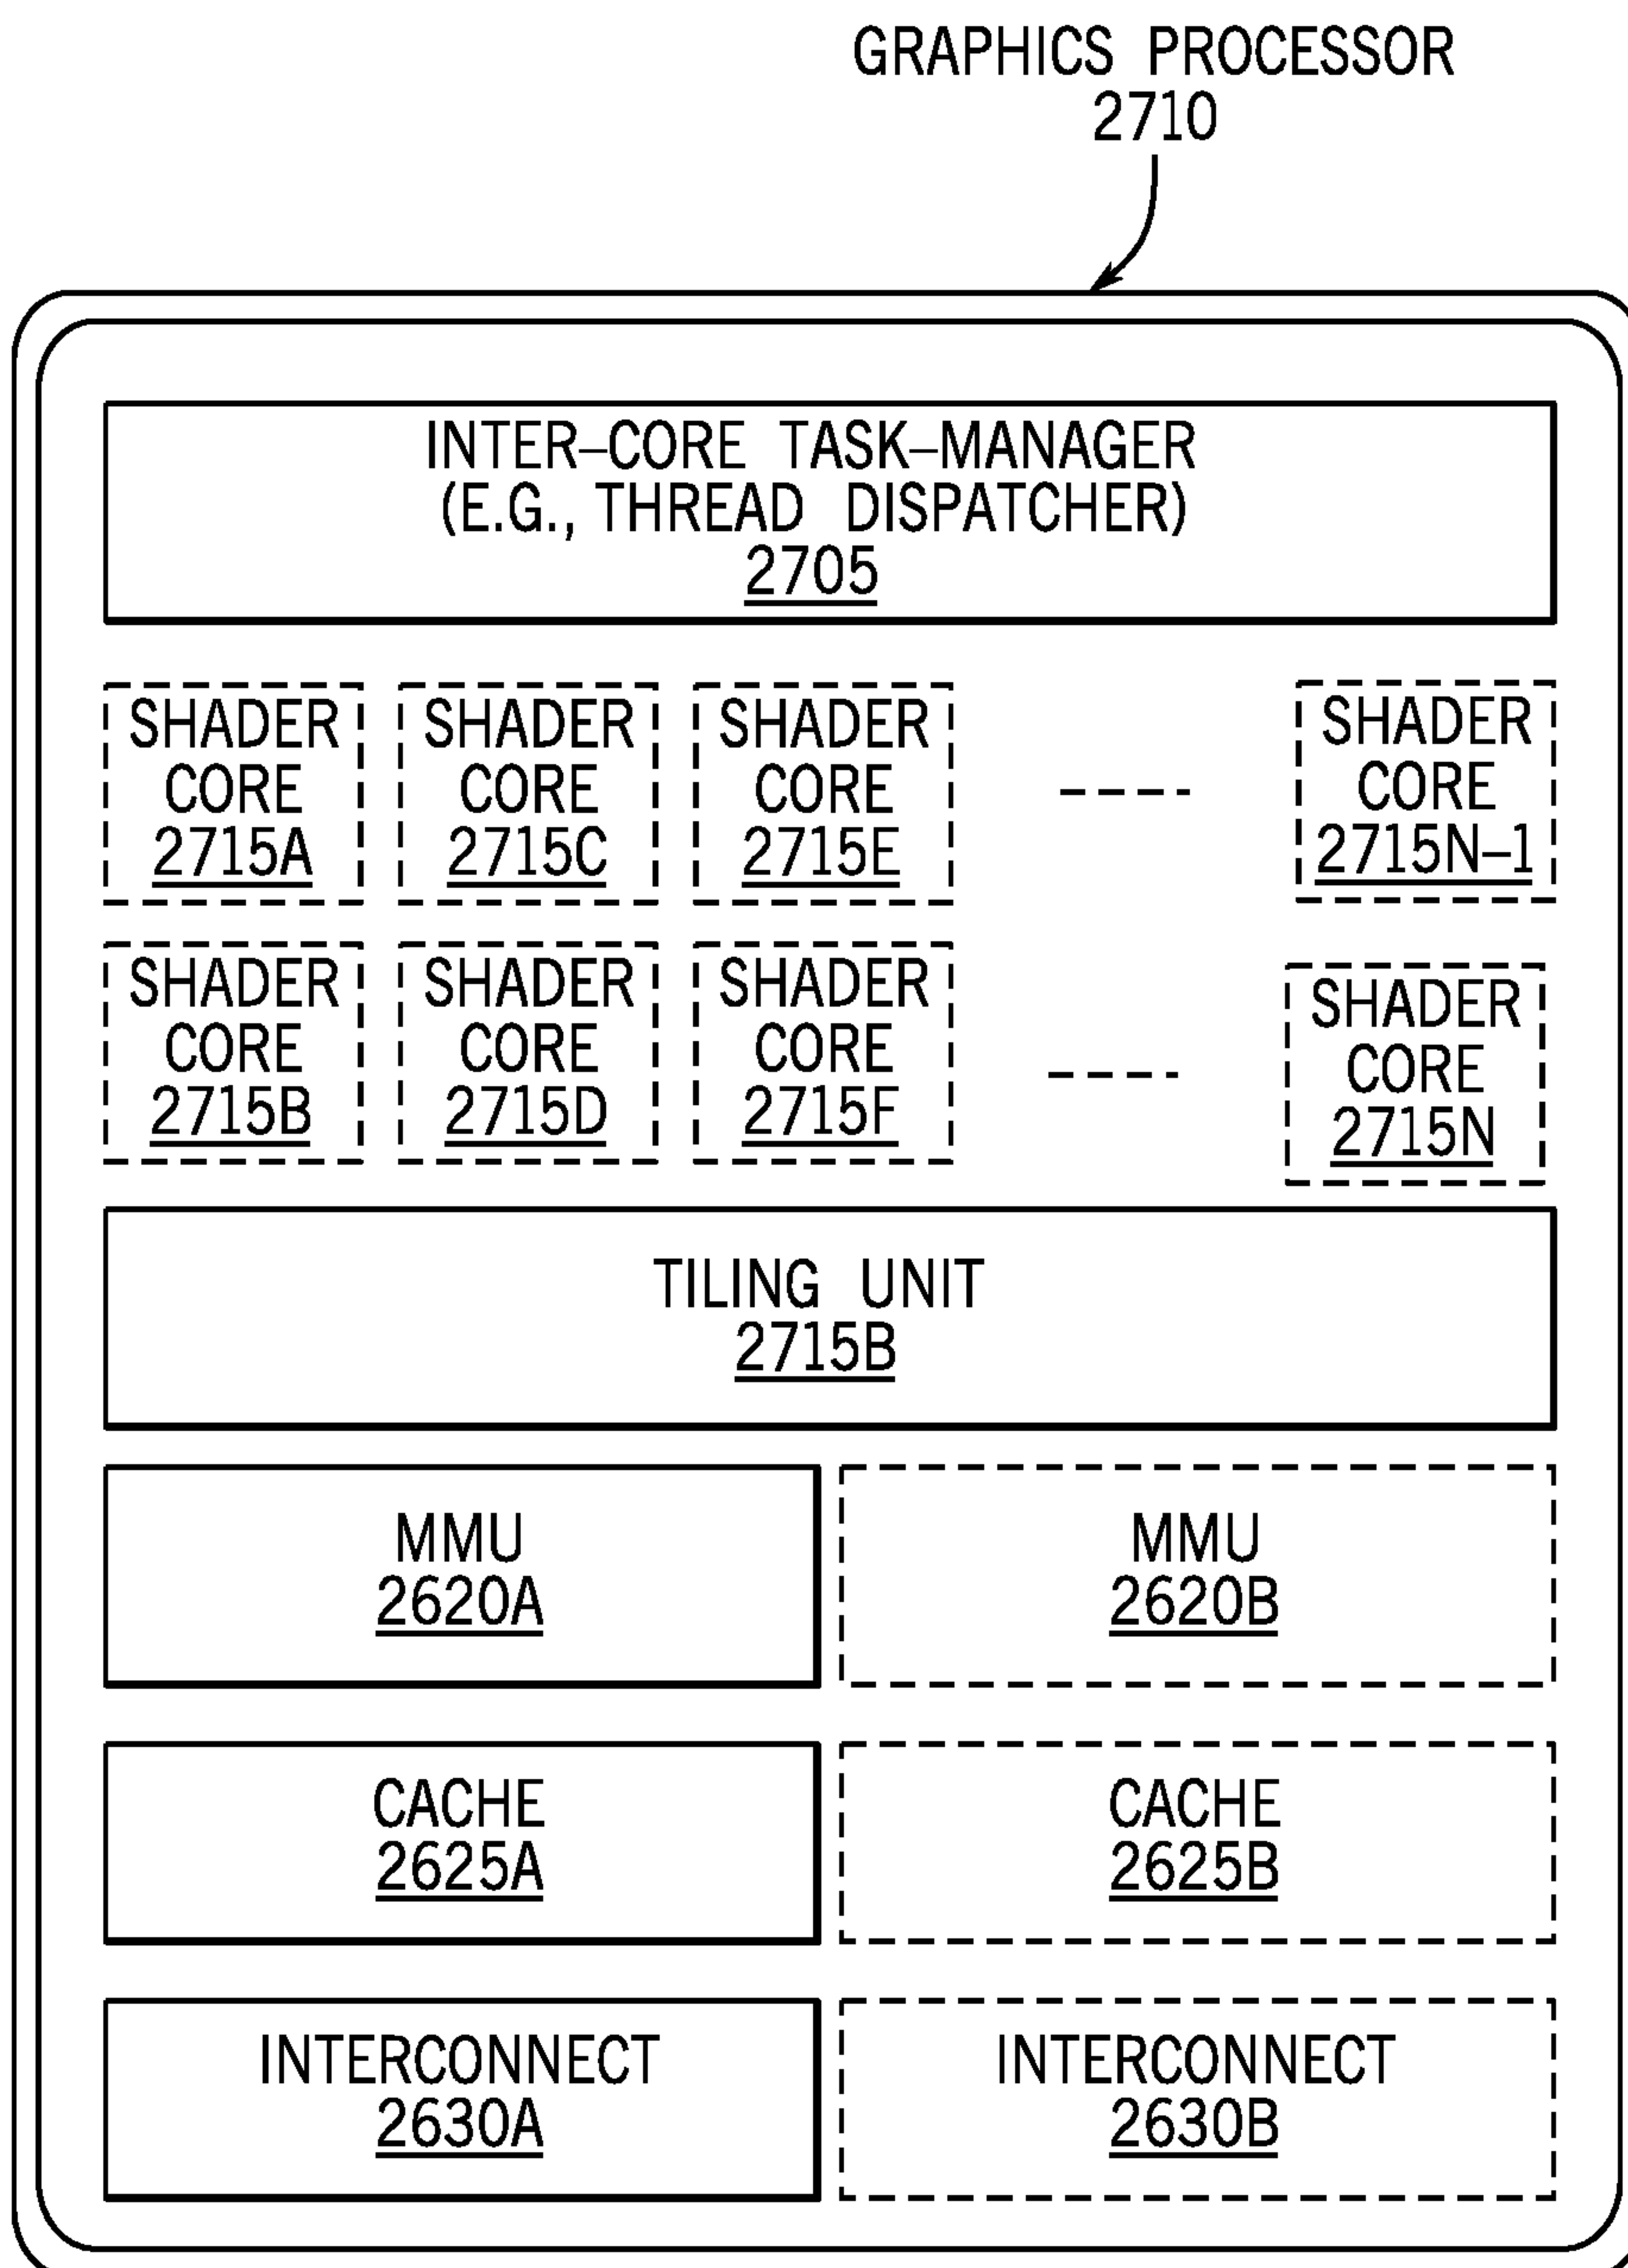 GRAPHICS PROCESSOR
2710
INTER–CORE TASK–MANAGER
(E.G., THREAD DISPATCHER)
2705
SHADER
CORE
2715A
SHADER
CORE
2715C
SHADER
CORE
2715E
SHADER
CORE
2715N–1
SHADER
CORE
2715B
SHADER
CORE
2715D
SHADER
CORE
2715F
SHADER
CORE
2715N
TILING UNIT
2715B
MMU
2620A
MMU
2620B
CACHE
2625A
CACHE
2625B
INTERCONNECT
2630A
INTERCONNECT
2630B